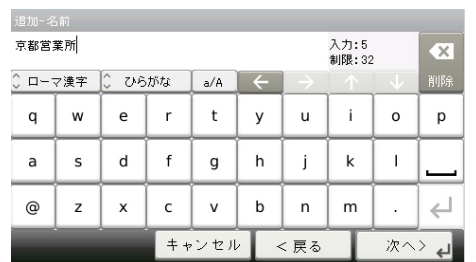 追加-名前
京都営業所
入力:5
制限:32
ローマ漢字 ひらがな a/A ← → ↑ ↓ 削除
q w e r t y u i o p
a s d f g h j k l
@ z x c v b n m .
キャンセル <戻る 次へ>